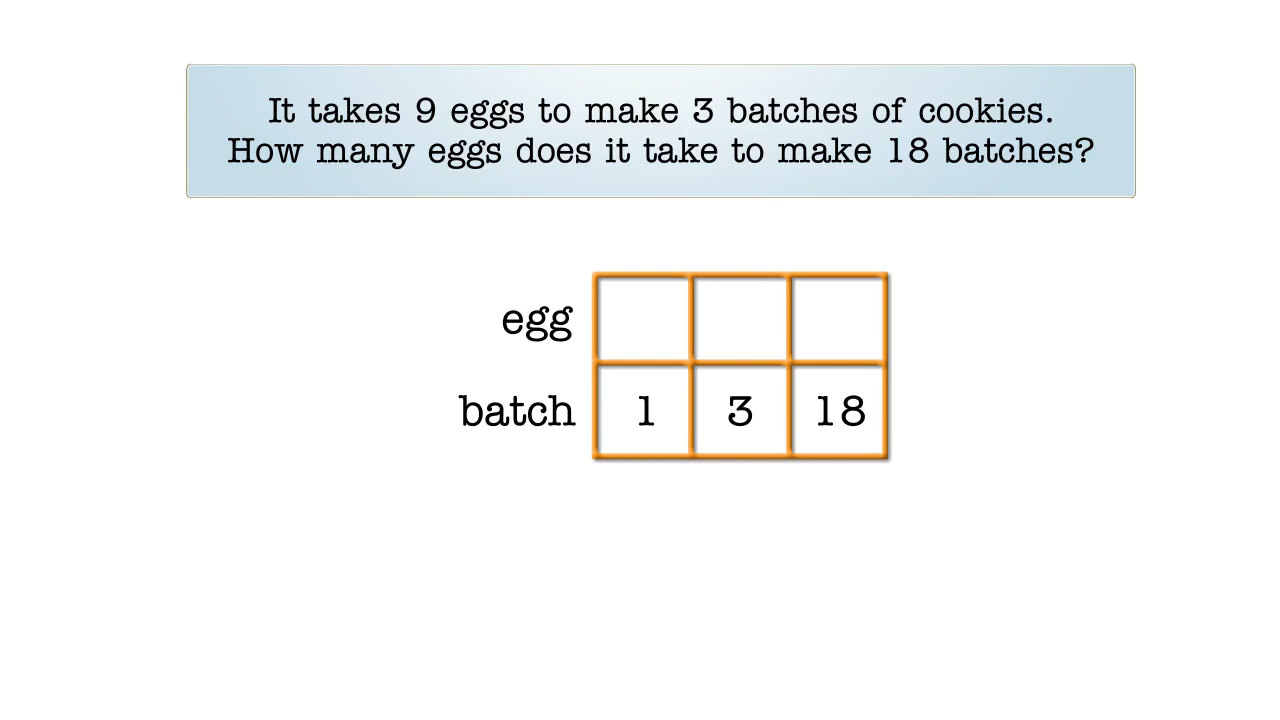 It takes 9 eggs to make 3 batches of cookies.
How many eggs does it take to make 18 batches?
egg
batch 1 3 18